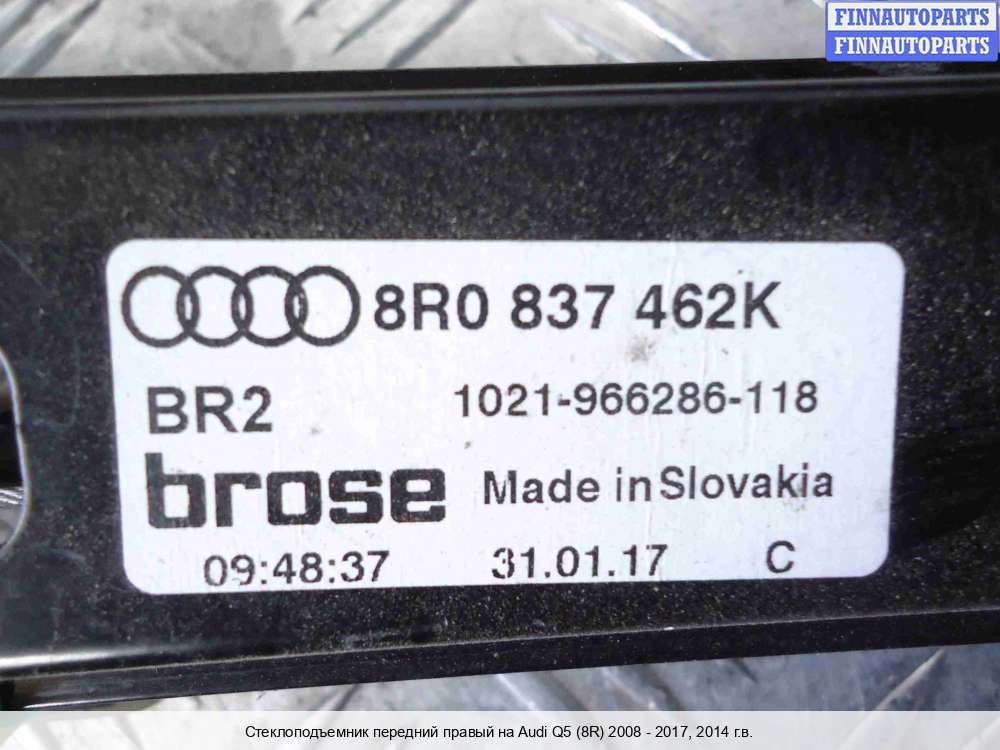 FINNAUTOPARTS
FINNAUTOPARTS
8R0 837 462K
BR2 1021-966286-118
brose Made in Slovakia
09:48:37 31.01.17 C
Стеклоподъемник передний правый на Audi Q5 (8R) 2008 - 2017, 2014 г.в.